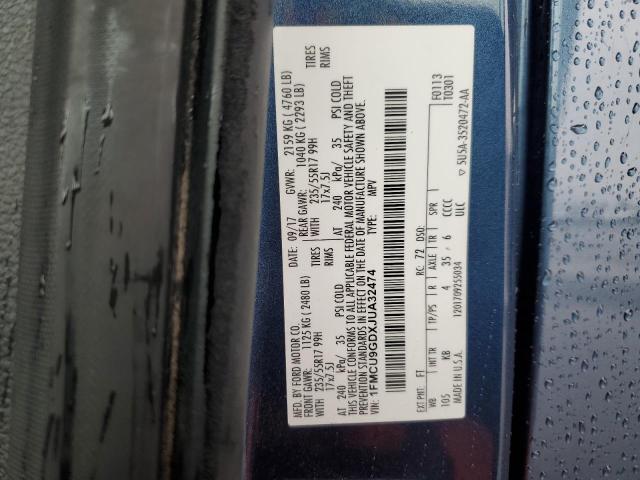 MFD. BY FORD MOTOR CO.
DATE: 09/17 GVWR: 2159 KG ( 4760 LB)
FRONT GAWR: 1125 KG ( 2480 LB) REAR GAWR: 1040 KG ( 2293 LB)
WITH 235/55R17 99H TIRES WITH 235/55R17 99H TIRES
17x7.5J RIMS 17x7.5J RIMS
AT 240 kPa/ 35 PSI COLD AT 240 kPa/ 35 PSI COLD
THIS VEHICLE CONFORMS TO ALL APPLICABLE FEDERAL MOTOR VEHICLE SAFETY AND THEFT
PREVENTION STANDARDS IN EFFECT ON THE DATE OF MANUFACTURE SHOWN ABOVE.
VIN: 1FMCU9GDXJUA32474 TYPE: MPV
F0113
T0301
EXT PNT: FT RC: 72 DSO:
WB INT TR TP/PS R AXLE TR SPR
105 KB 4 35 6 CCCC
MADE IN U.S.A. 1201709255034 ULC
▽ 5U5A-3520472-AA